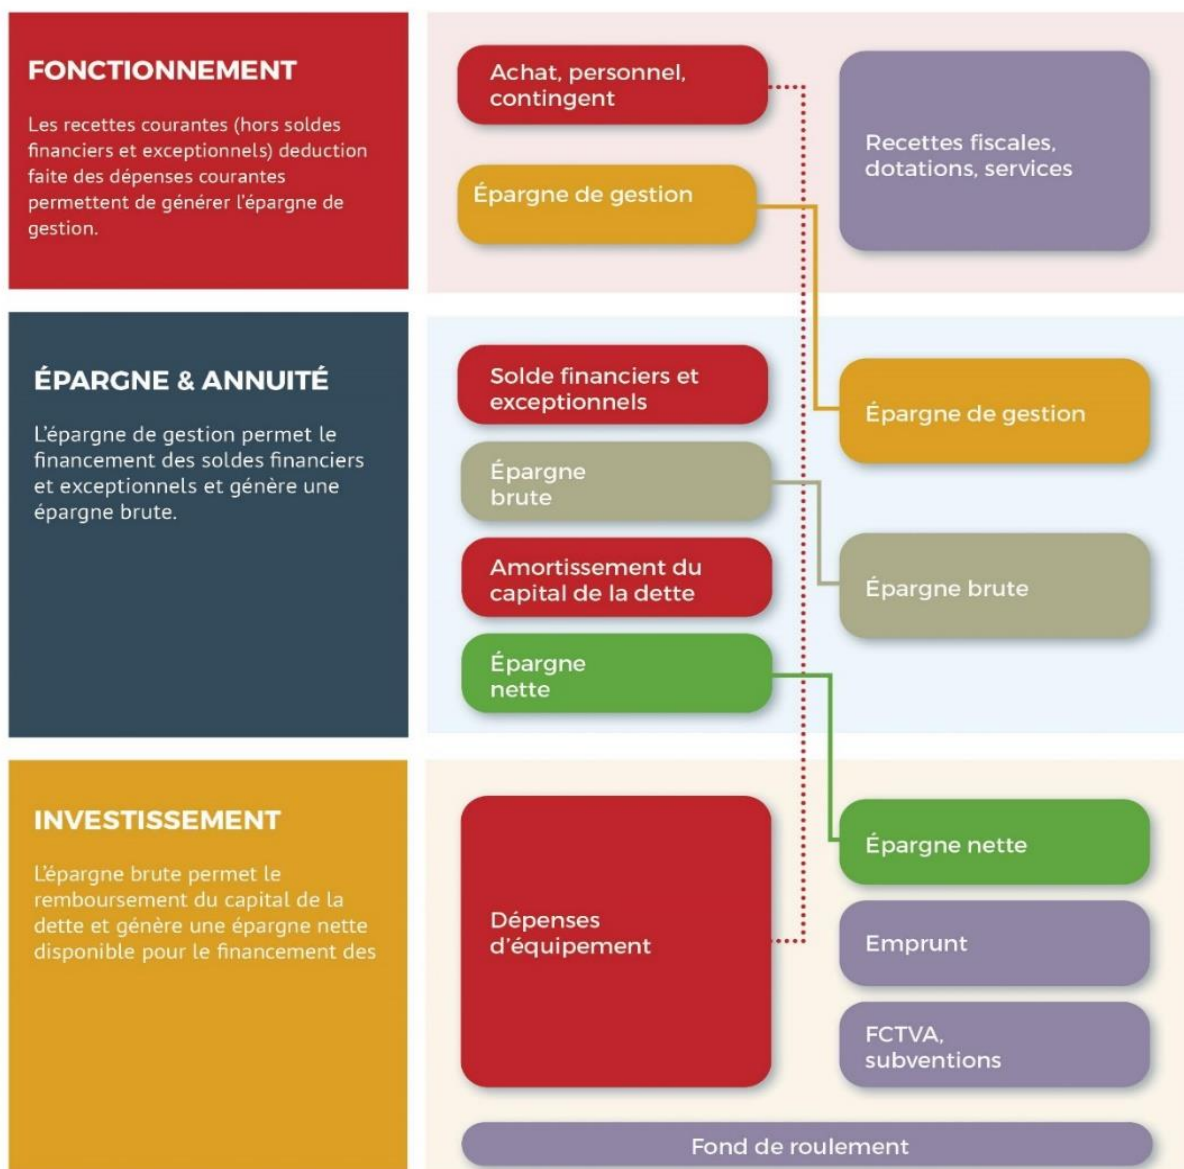 FONCTIONNEMENT
Les recettes courantes (hors soldes
financiers et exceptionnels) deduction
faite des dépenses courantes
permettent de générer l'épargne de
gestion.
Achat, personnel,
contingent
Épargne de gestion
Recettes fiscales,
dotations, services
ÉPARGNE & ANNUITÉ
L'épargne de gestion permet le
financement des soldes financiers
et exceptionnels et génère une
épargne brute.
Solde financiers et
exceptionnels
Épargne
brute
Amortissement du
capital de la dette
Épargne
nette
Épargne de gestion
Épargne brute
INVESTISSEMENT
L'épargne brute permet le
remboursement du capital de la
dette et génère une épargne nette
disponible pour le financement des
Dépenses
d'équipement
Épargne nette
Emprunt
FCTVA,
subventions
Fond de roulement